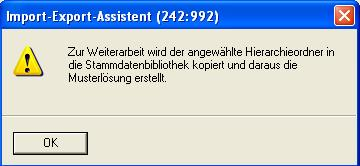 Import-Export-Assistent (242:992)
Zur Weiterarbeit wird der angewählte Hierarchieordner in
die Stammdatenbibliothek kopiert und daraus die
Musterlösung erstellt.
OK